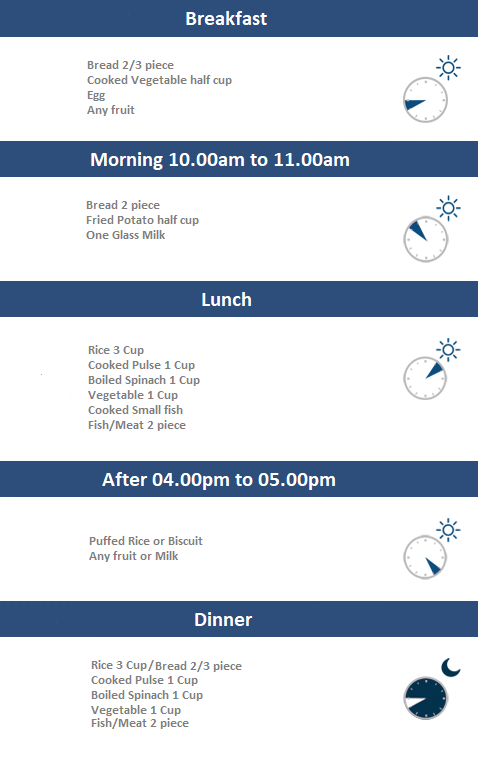 Breakfast
Bread 2/3 piece
Cooked Vegetable half cup
Egg
Any fruit
Morning 10.00am to 11.00am
Bread 2 piece
Fried Potato half cup
One Glass Milk
Lunch
Rice 3 Cup
Cooked Pulse 1 Cup
Boiled Spinach 1 Cup
Vegetable 1 Cup
Cooked Small fish
Fish/Meat 2 piece
After 04.00pm to 05.00pm
Puffed Rice or Biscuit
Any fruit or Milk
Dinner
Rice 3 Cup/Bread 2/3 piece
Cooked Pulse 1 Cup
Boiled Spinach 1 Cup
Vegetable 1 Cup
Fish/Meat 2 piece